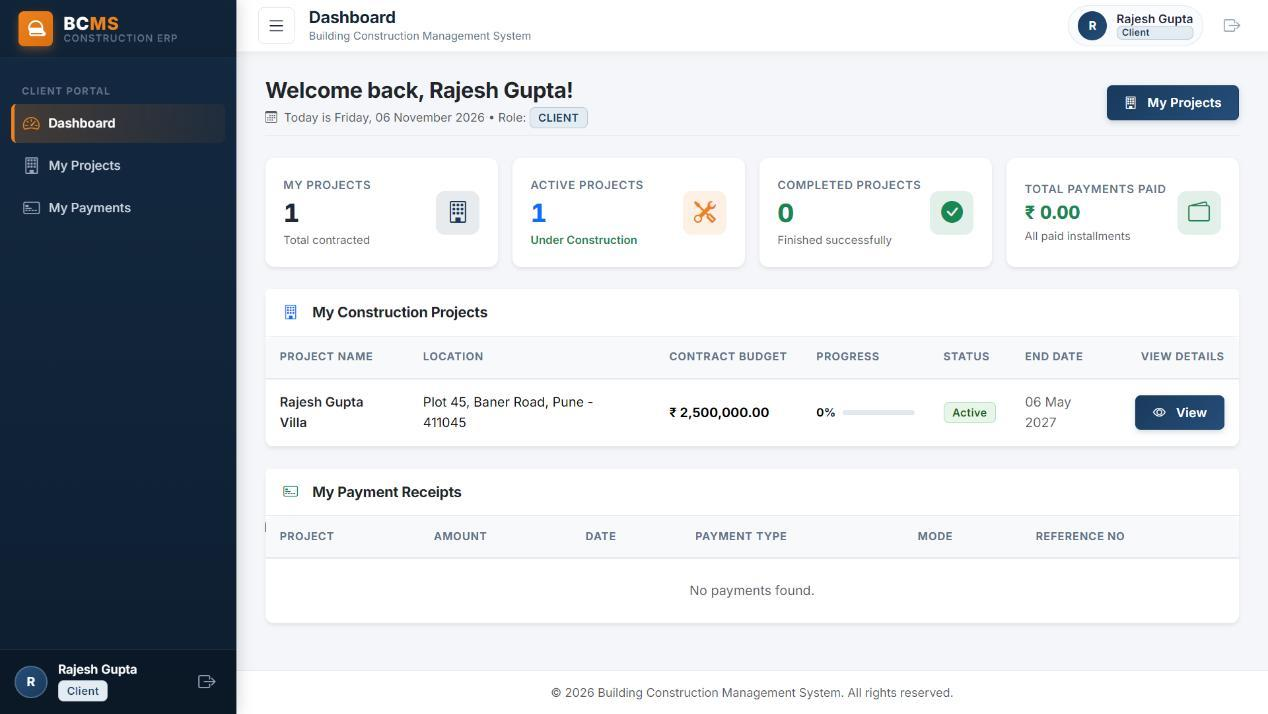 BCMS
CONSTRUCTION ERP
CLIENT PORTAL
Dashboard
My Projects
My Payments
R
Rajesh Gupta
Client
Dashboard
Building Construction Management System
R
Rajesh Gupta
Client
Welcome back, Rajesh Gupta!
Today is Friday, 06 November 2026 • Role: CLIENT
My Projects
MY PROJECTS
1
Total contracted
ACTIVE PROJECTS
1
Under Construction
COMPLETED PROJECTS
0
Finished successfully
TOTAL PAYMENTS PAID
₹ 0.00
All paid installments
My Construction Projects
PROJECT NAME LOCATION CONTRACT BUDGET PROGRESS STATUS END DATE VIEW DETAILS
Rajesh Gupta Villa Plot 45, Baner Road, Pune - 411045 ₹ 2,500,000.00 0% Active 06 May 2027 View
My Payment Receipts
PROJECT AMOUNT DATE PAYMENT TYPE MODE REFERENCE NO
No payments found.
© 2026 Building Construction Management System. All rights reserved.